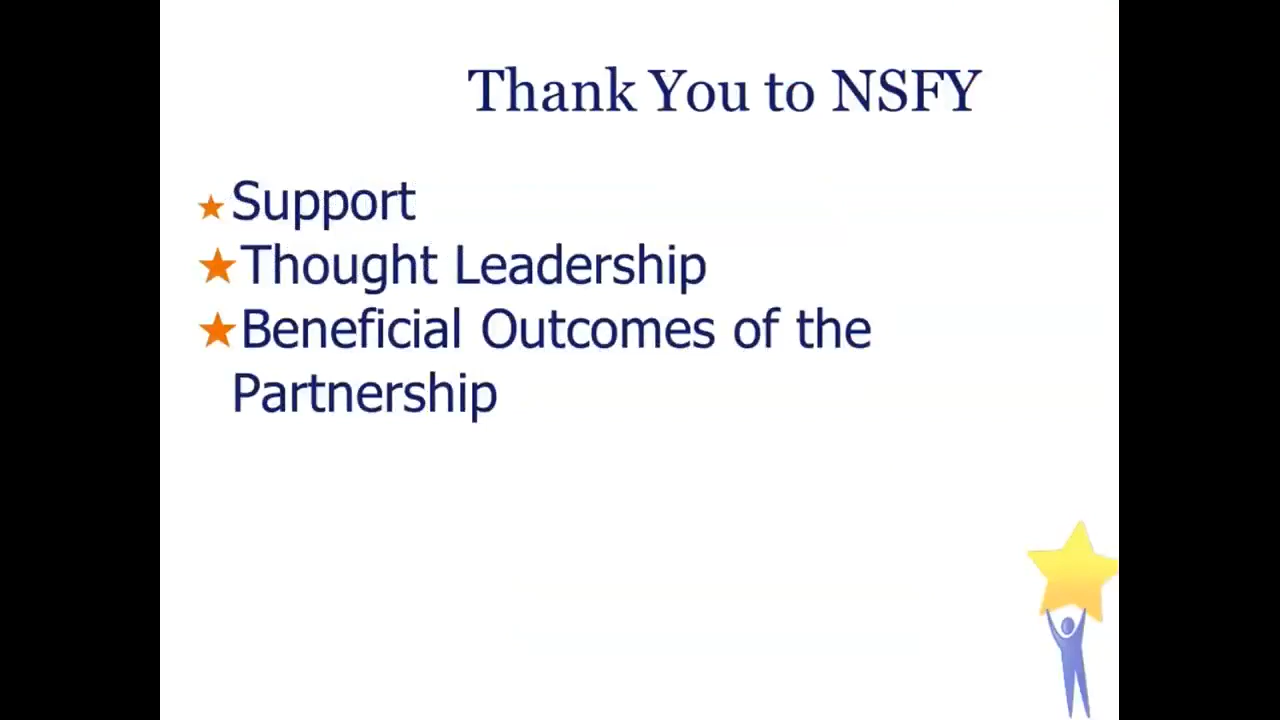 Thank You to NSFY
Support
Thought Leadership
Beneficial Outcomes of the
Partnership